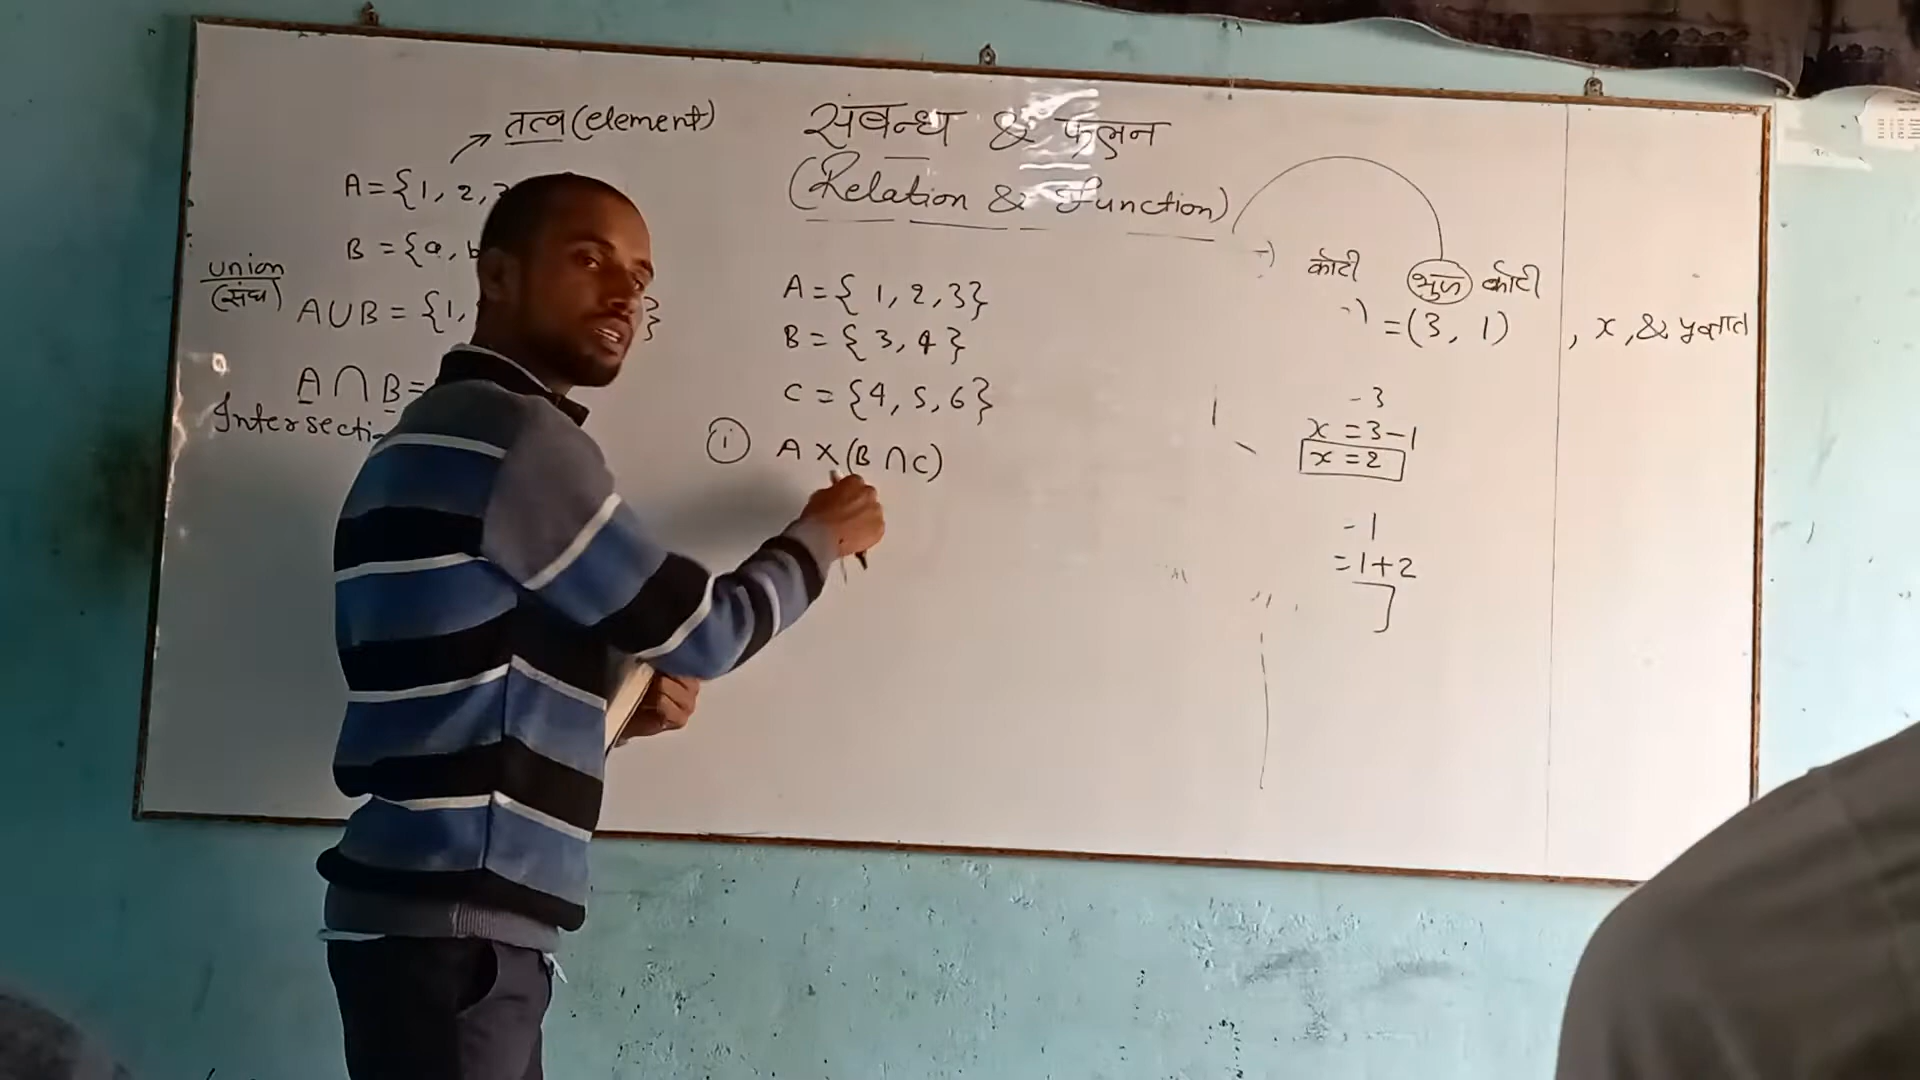 तत्व (element)
A = {1, 2,
B = {a, b
union
(संघ)
A∪B = {1, }
A∩B =
Intersecti
संबन्ध & फलन
(Relation & Function)
A = { 1, 2, 3}
B = { 3, 4 }
C = {4, 5, 6}
(i) A X (B ∩ C)
कोटी भुज कोटी
= (3, 1) , x , &
-3
x = 3-1
x = 2
-1
= 1+2